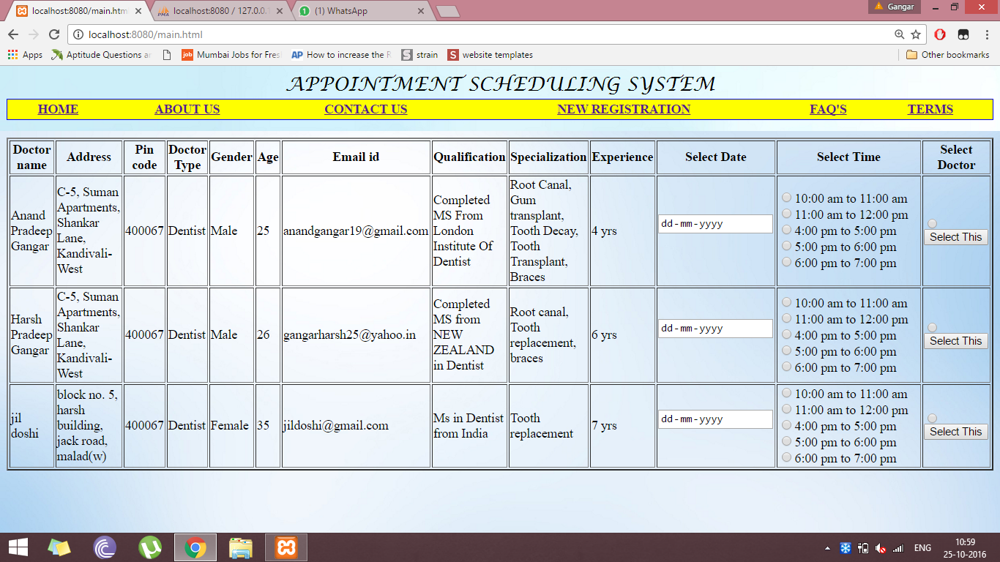 localhost:8080/main.htm
localhost:8080 / 127.0.0.1
(1) WhatsApp
Gangar
localhost:8080/main.html
Apps
Aptitude Questions
Mumbai Jobs for Fres
AP How to increase the R
S strain
S website templates
Other bookmarks
APPOINTMENT SCHEDULING SYSTEM
HOME ABOUT US CONTACT US NEW REGISTRATION FAQ'S TERMS
Doctor
name
Address
Pin
code
Doctor
Type
Gender
Age
Email id
Qualification
Specialization
Experience
Select Date
Select Time
Select
Doctor
Anand
Pradeep
Gangar
C-5, Suman
Apartments,
Shankar
Lane,
Kandivali-
West
400067
Dentist
Male
25
anandgangar19@gmail.com
Completed
MS From
London
Institute Of
Dentist
Root Canal,
Gum
transplant,
Tooth Decay,
Tooth
Transplant,
Braces
4 yrs
dd-mm-yyyy
10:00 am to 11:00 am
11:00 am to 12:00 pm
4:00 pm to 5:00 pm
5:00 pm to 6:00 pm
6:00 pm to 7:00 pm
Select This
Harsh
Pradeep
Gangar
C-5, Suman
Apartments,
Shankar
Lane,
Kandivali-
West
400067
Dentist
Male
26
gangarharsh25@yahoo.in
Completed
MS from
NEW
ZEALAND
in Dentist
Root canal,
Tooth
replacement,
braces
6 yrs
dd-mm-yyyy
10:00 am to 11:00 am
11:00 am to 12:00 pm
4:00 pm to 5:00 pm
5:00 pm to 6:00 pm
6:00 pm to 7:00 pm
Select This
jil
doshi
block no. 5,
harsh
building,
jack road,
malad(w)
400067
Dentist
Female
35
jildoshi@gmail.com
Ms in Dentist
from India
Tooth
replacement
7 yrs
dd-mm-yyyy
10:00 am to 11:00 am
11:00 am to 12:00 pm
4:00 pm to 5:00 pm
5:00 pm to 6:00 pm
6:00 pm to 7:00 pm
Select This
ENG
10:59
25-10-2016